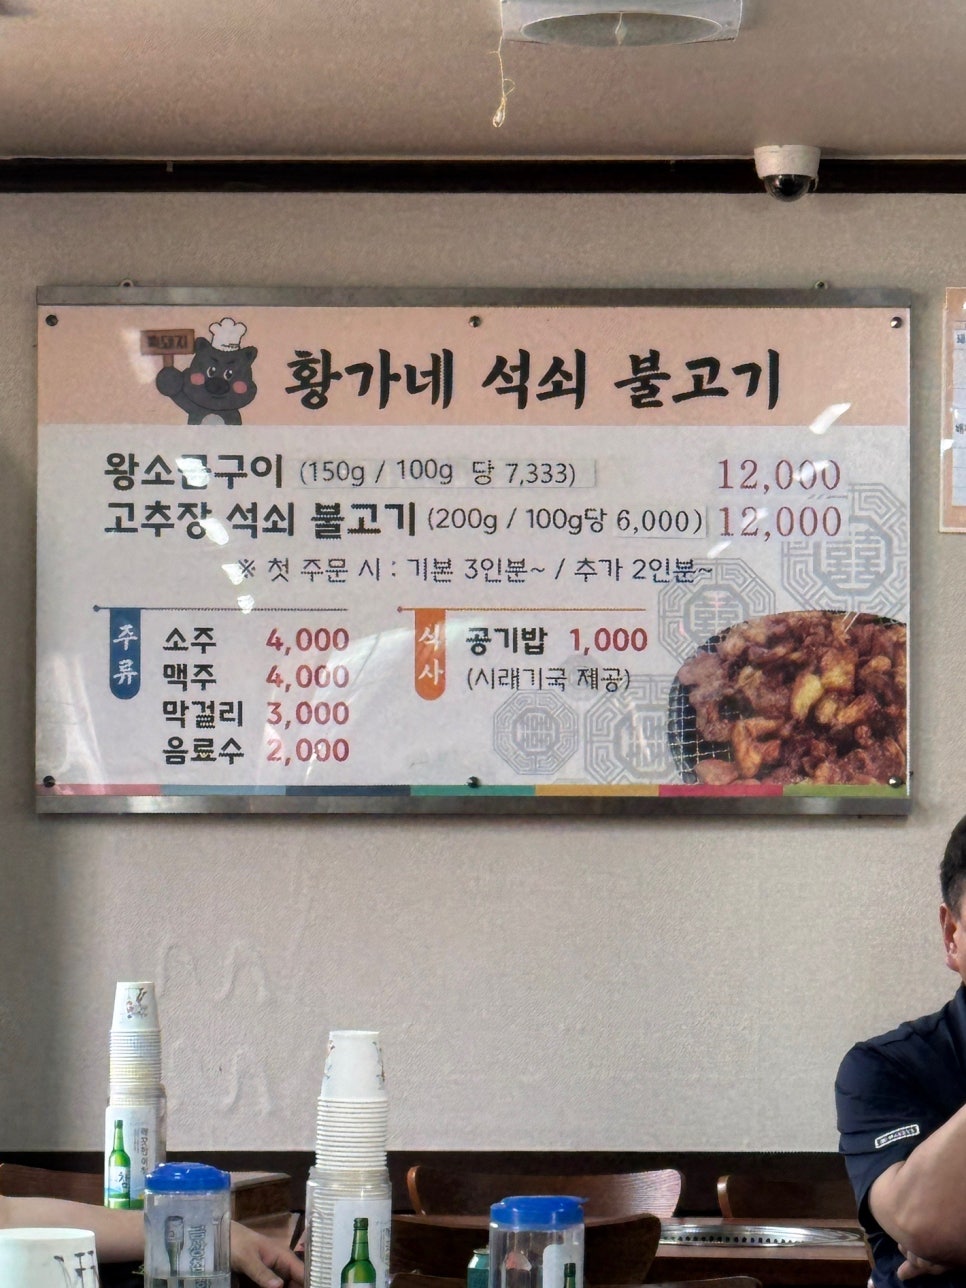 흑돼지
황가네 석쇠 불고기
왕소금구이 (150g / 100g 당 7,333) 12,000
고추장 석쇠 불고기 (200g / 100g당 6,000) 12,000
※ 첫 주문 시 : 기본 3인분~ / 추가 2인분~
주류
소주 4,000
맥주 4,000
막걸리 3,000
음료수 2,000
식사
공기밥 1,000
(시래기국 제공)
참